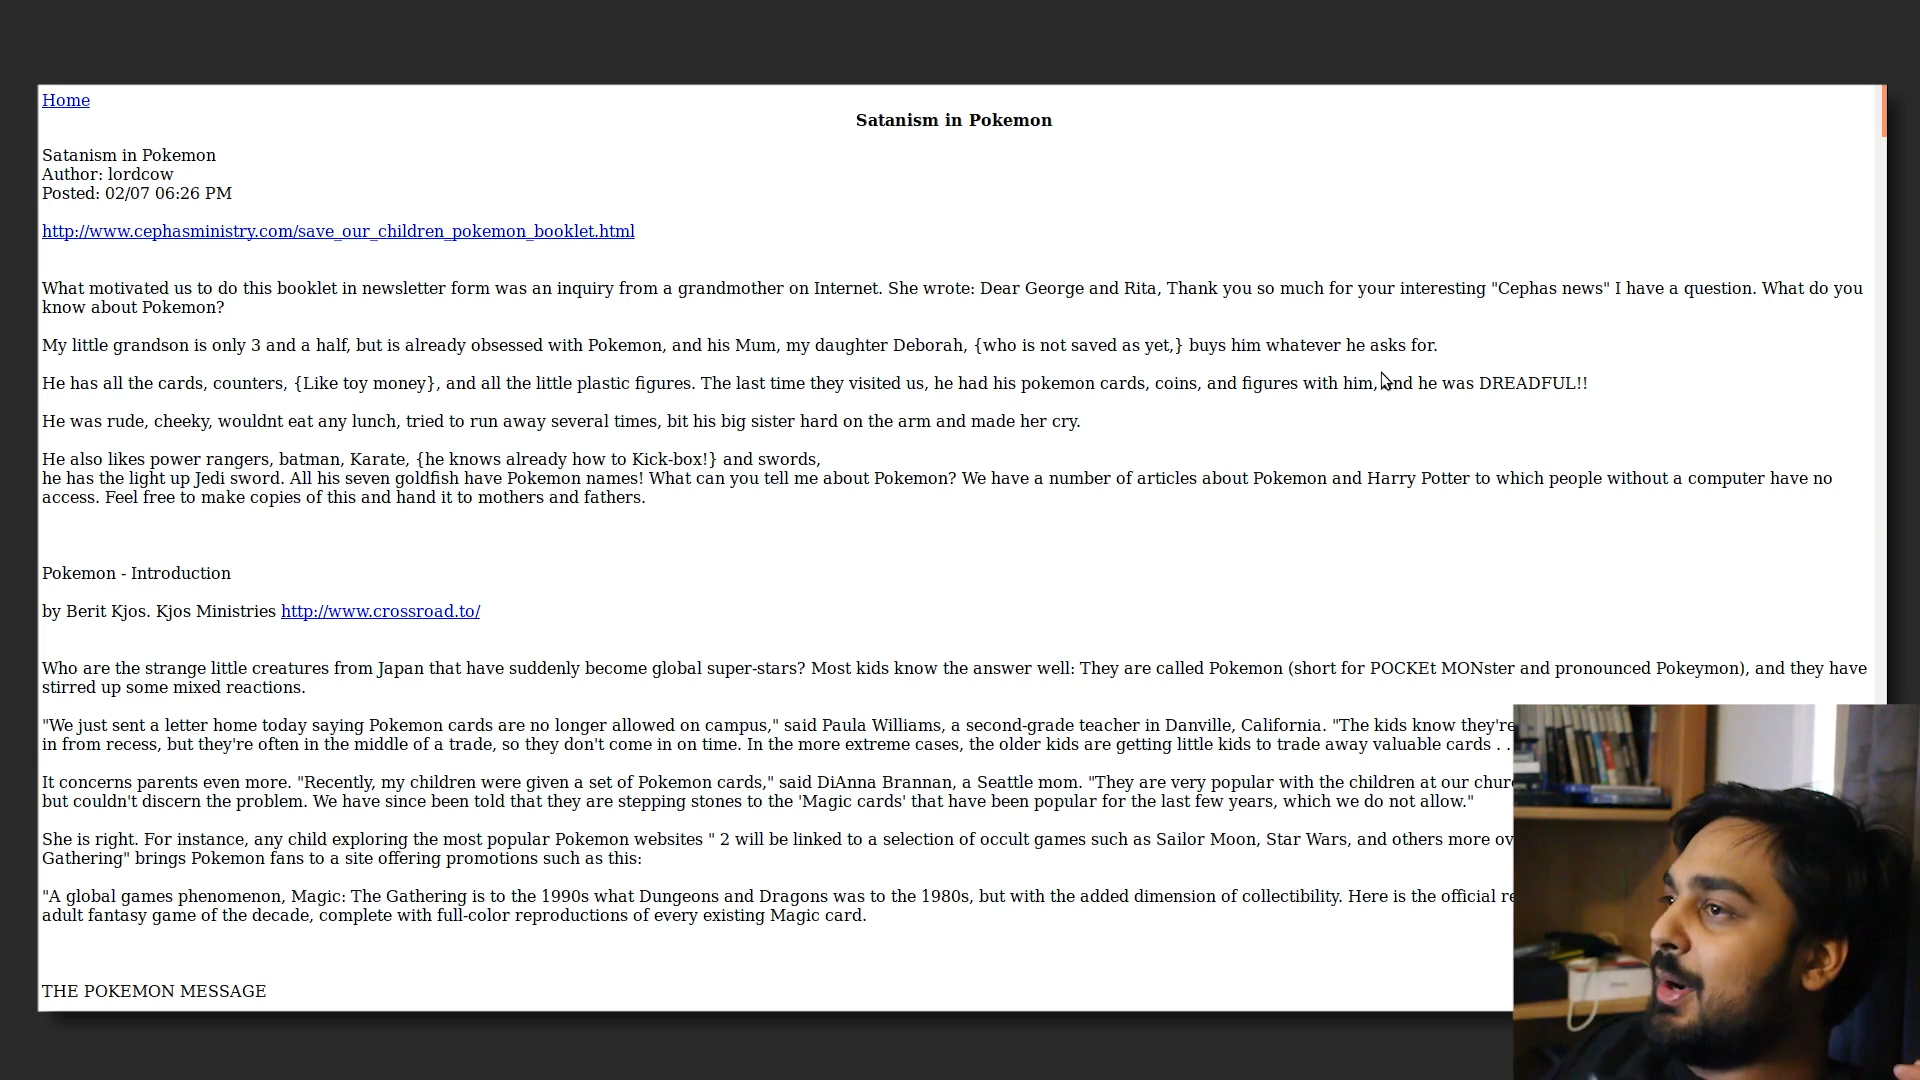 Home
Satanism in Pokemon
Satanism in Pokemon
Author: lordcow
Posted: 02/07 06:26 PM
http://www.cephasministry.com/save_our_children_pokemon_booklet.html
What motivated us to do this booklet in newsletter form was an inquiry from a grandmother on Internet. She wrote: Dear George and Rita, Thank you so much for your interesting "Cephas news" I have a question. What do you
know about Pokemon?
My little grandson is only 3 and a half, but is already obsessed with Pokemon, and his Mum, my daughter Deborah, {who is not saved as yet,} buys him whatever he asks for.
He has all the cards, counters, {Like toy money}, and all the little plastic figures. The last time they visited us, he had his pokemon cards, coins, and figures with him, and he was DREADFUL!!
He was rude, cheeky, wouldnt eat any lunch, tried to run away several times, bit his big sister hard on the arm and made her cry.
He also likes power rangers, batman, Karate, {he knows already how to Kick-box!} and swords,
he has the light up Jedi sword. All his seven goldfish have Pokemon names! What can you tell me about Pokemon? We have a number of articles about Pokemon and Harry Potter to which people without a computer have no
access. Feel free to make copies of this and hand it to mothers and fathers.
Pokemon - Introduction
by Berit Kjos. Kjos Ministries http://www.crossroad.to/
Who are the strange little creatures from Japan that have suddenly become global super-stars? Most kids know the answer well: They are called Pokemon (short for POCKEt MONster and pronounced Pokeymon), and they have
stirred up some mixed reactions.
"We just sent a letter home today saying Pokemon cards are no longer allowed on campus," said Paula Williams, a second-grade teacher in Danville, California. "The kids know they're
in from recess, but they're often in the middle of a trade, so they don't come in on time. In the more extreme cases, the older kids are getting little kids to trade away valuable cards . .
It concerns parents even more. "Recently, my children were given a set of Pokemon cards," said DiAnna Brannan, a Seattle mom. "They are very popular with the children at our
but couldn't discern the problem. We have since been told that they are stepping stones to the 'Magic cards' that have been popular for the last few years, which we do not allow."
She is right. For instance, any child exploring the most popular Pokemon websites " 2 will be linked to a selection of occult games such as Sailor Moon, Star Wars, and others more
Gathering" brings Pokemon fans to a site offering promotions such as this:
"A global games phenomenon, Magic: The Gathering is to the 1990s what Dungeons and Dragons was to the 1980s, but with the added dimension of collectibility. Here is the official
adult fantasy game of the decade, complete with full-color reproductions of every existing Magic card.
THE POKEMON MESSAGE